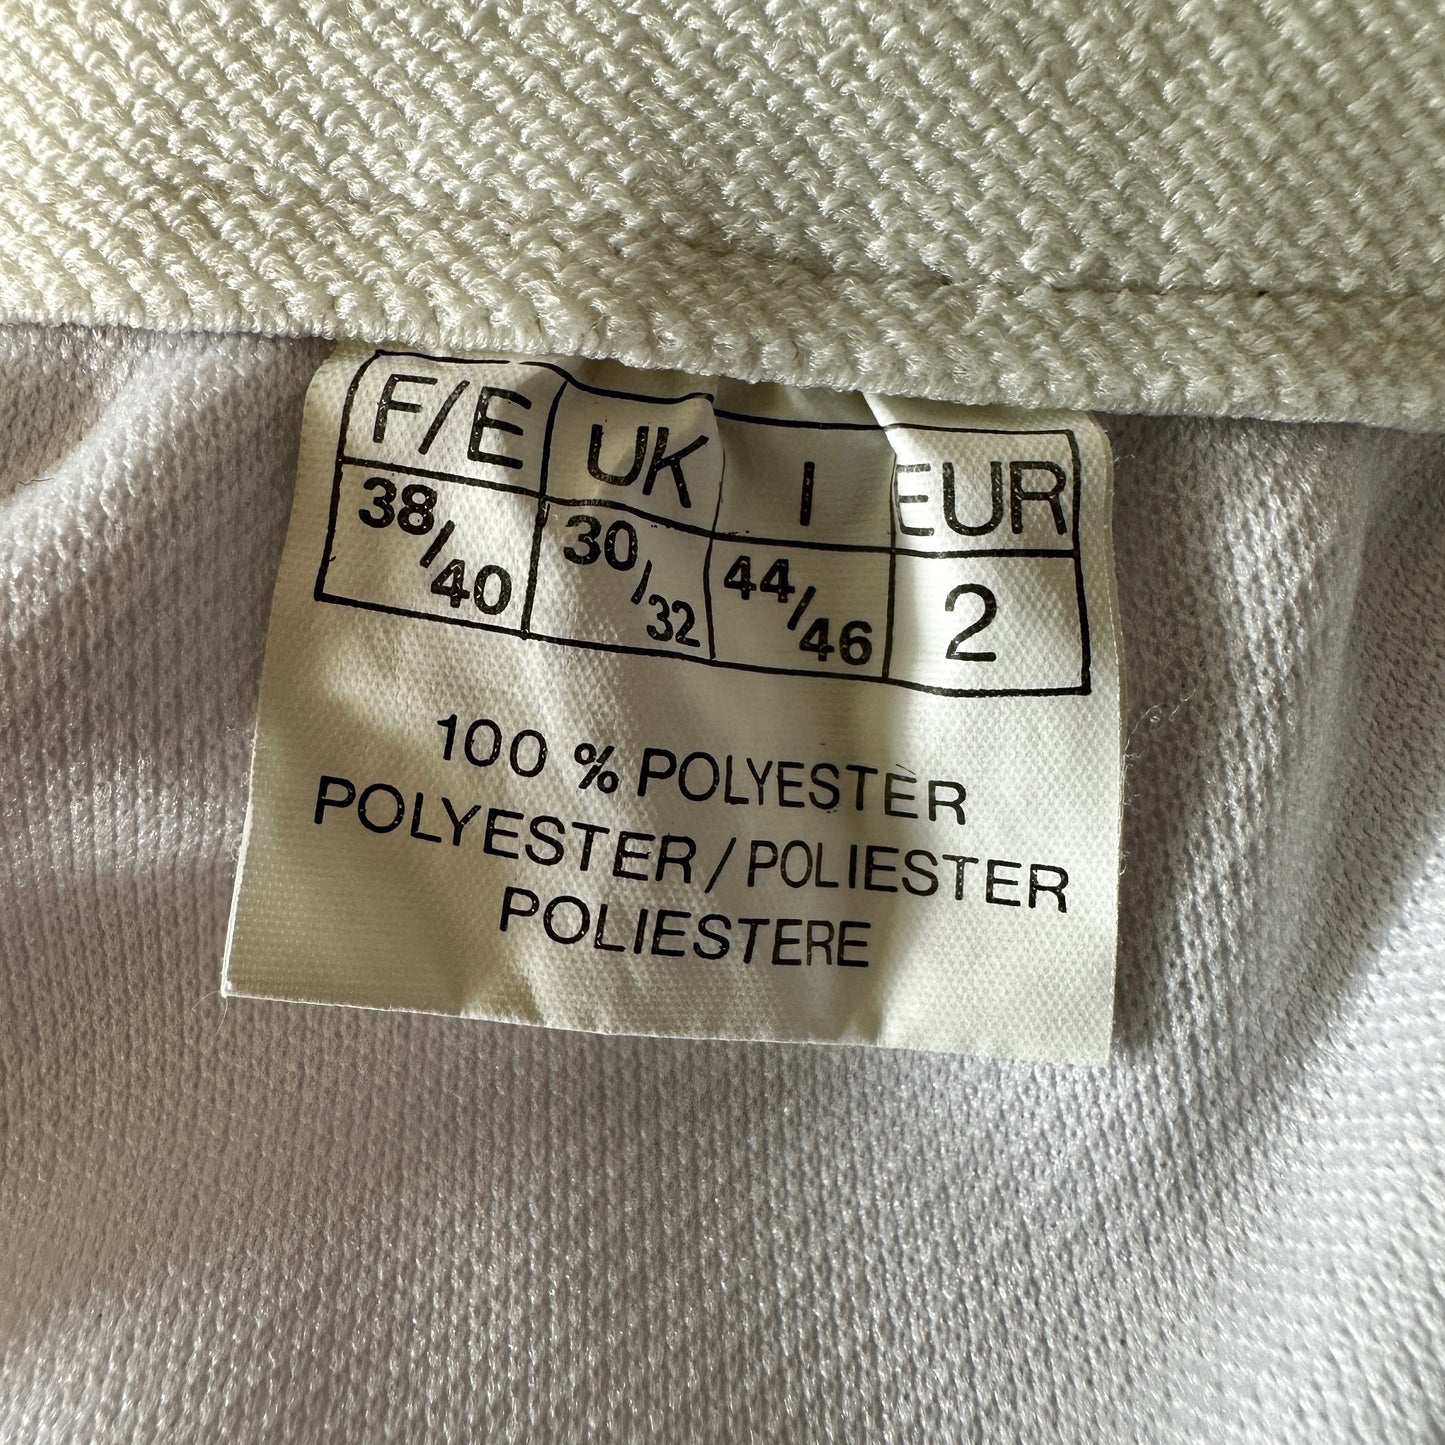 F/E UK I EUR
38/40 30/32 44/46 2
100 % POLYESTÈR
POLYESTER / POLIESTER
POLIESTERE